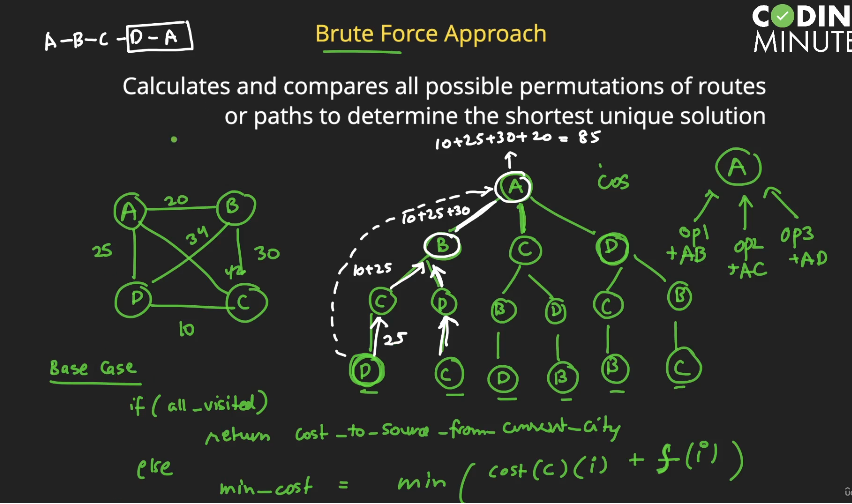 A-B-C-D-A
Brute Force Approach
CODIN
MINUTE
Calculates and compares all possible permutations of routes
or paths to determine the shortest unique solution
10+25+30+20 = 85
A
cos
A
A 20 B
10+25+30
25
34
30
42
B
C
D
op1
+AB
op2
+AC
op3
+AD
10+25
D
C
10
C
D
B
D
C
B
25
D
C
D
B
B
C
Base Case
if (all_visited)
return cost_to_source_from_current_city
else
min_cost = min ( cost(c)(i) + f(i) )